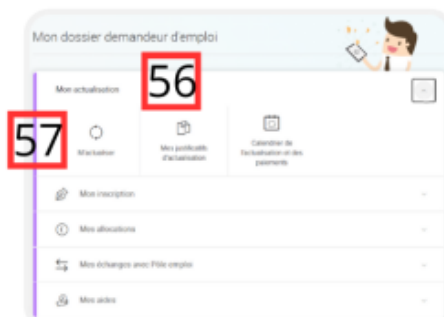 Mon dossier demandeur d'emploi
Mon actualisation
56
57
M'actualiser
Mes justificatifs
d'actualisation
Calendrier de
l'actualisation et des
paiements
Mon inscription
Mes allocations
Mes échanges avec Pôle emploi
Mes aides